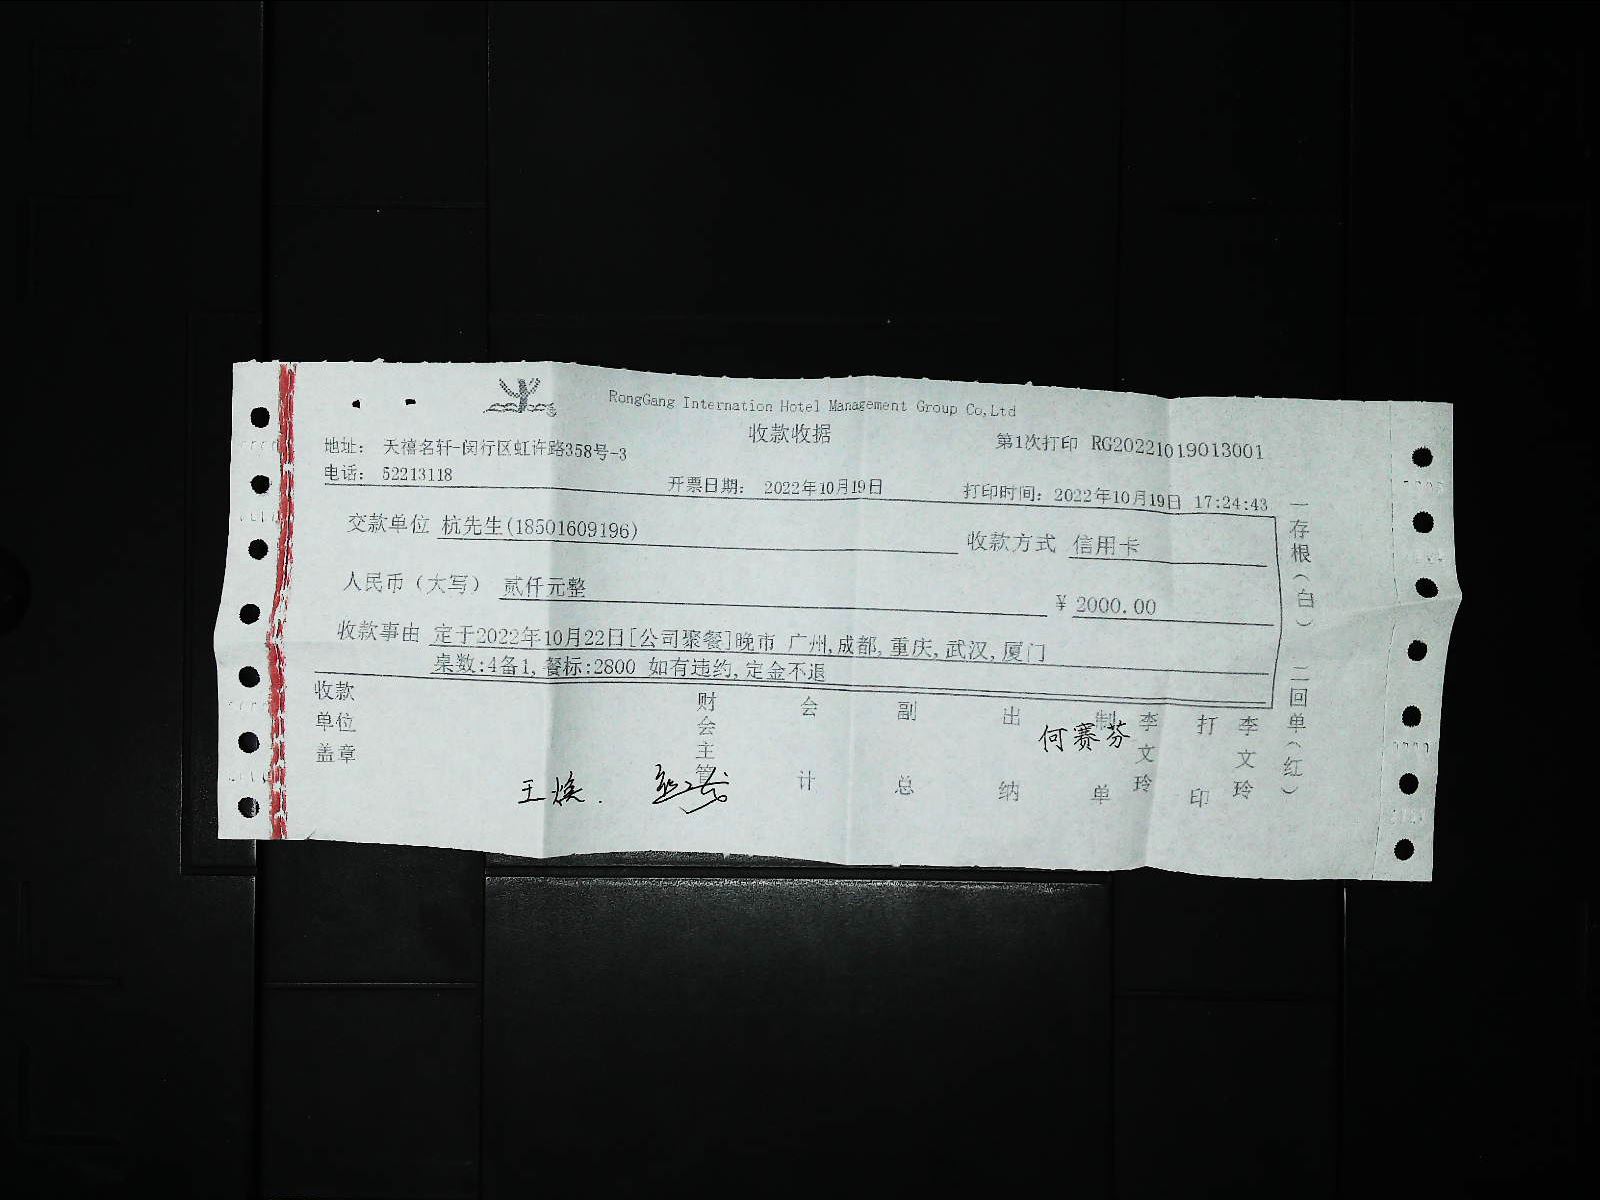 RongGang Internation Hotel Management Group Co,Ltd
收款收据
第1次打印 RG20221019013001
地址: 天禧名轩-闵行区虹许路358号-3
电话: 52213118
开票日期: 2022年10月19日
打印时间: 2022年10月19日 17:24:43
交款单位 杭先生(18501609196)
收款方式 信用卡
人民币（大写） 贰仟元整
¥ 2000.00
收款事由 定于2022年10月22日[公司聚餐]晚市 广州,成都,重庆,武汉,厦门
桌数:4备1,餐标:2800 如有违约,定金不退
收款单位盖章
财会主管
会计
副总
出纳
制单
李文玲
打印
李文玲
何赛芬
王焕.
一存根(白) 二回单(红)